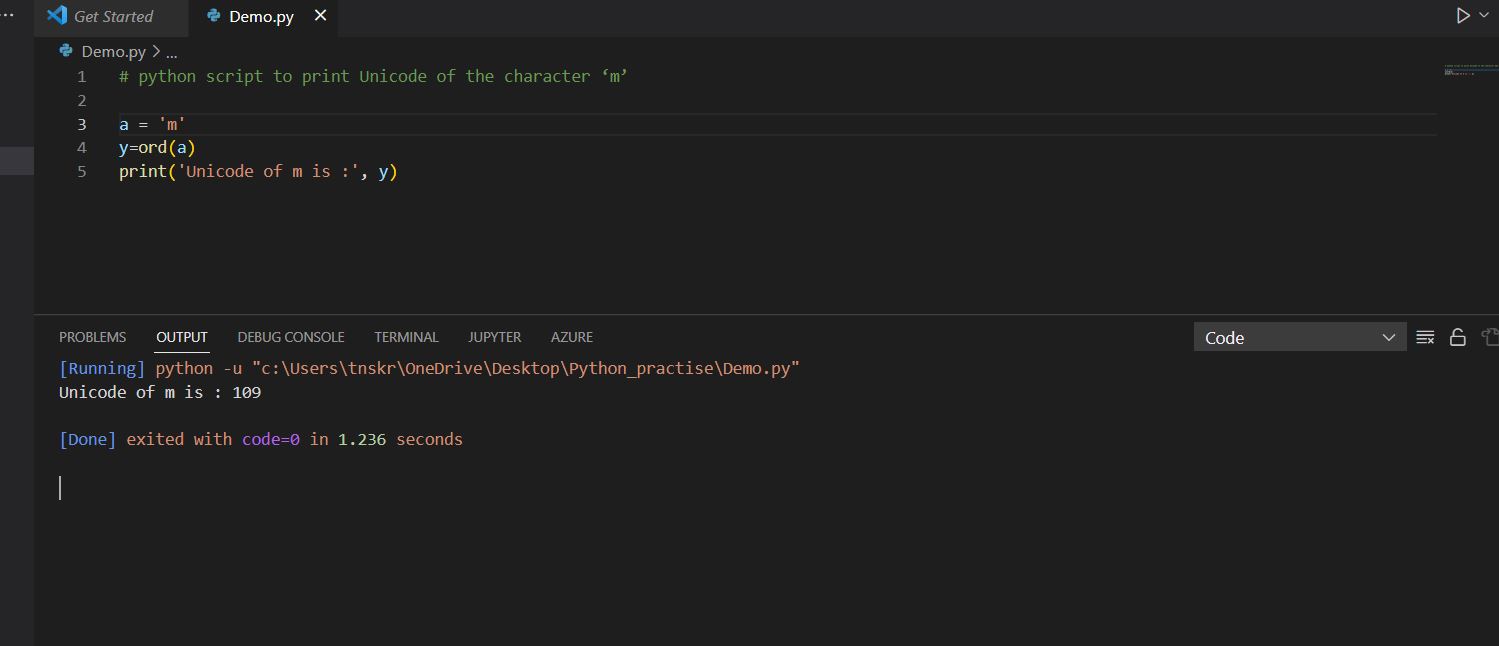 Get Started Demo.py
Demo.py > ...
1 # python script to print Unicode of the character ‘m’
2
3 a = 'm'
4 y=ord(a)
5 print('Unicode of m is :', y)
PROBLEMS OUTPUT DEBUG CONSOLE TERMINAL JUPYTER AZURE Code
[Running] python -u "c:\Users\tnskr\OneDrive\Desktop\Python_practise\Demo.py"
Unicode of m is : 109
[Done] exited with code=0 in 1.236 seconds